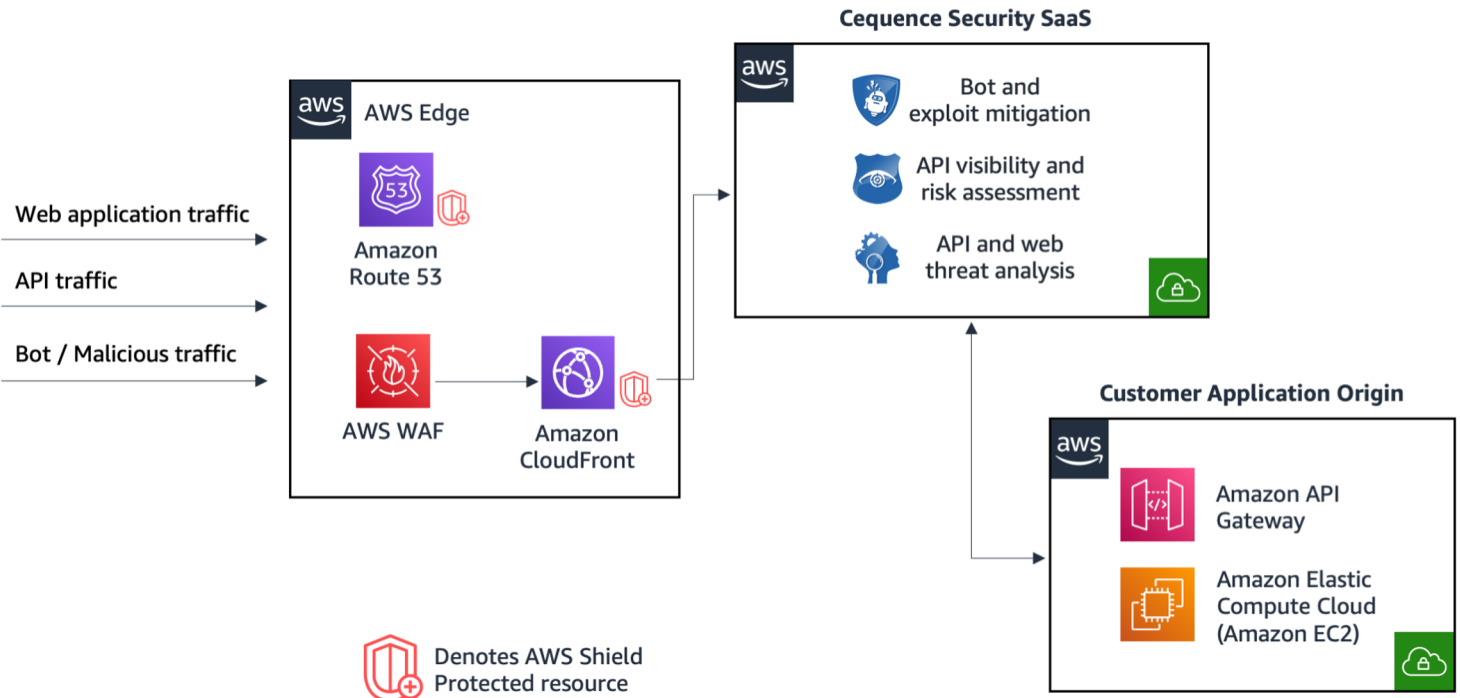 Cequence Security SaaS
aws
Bot and
exploit mitigation
API visibility and
risk assessment
API and web
threat analysis
aws
AWS Edge
53
Amazon
Route 53
AWS WAF
Amazon
CloudFront
Web application traffic
API traffic
Bot / Malicious traffic
Customer Application Origin
aws
</>
Amazon API
Gateway
Amazon Elastic
Compute Cloud
(Amazon EC2)
Denotes AWS Shield
Protected resource